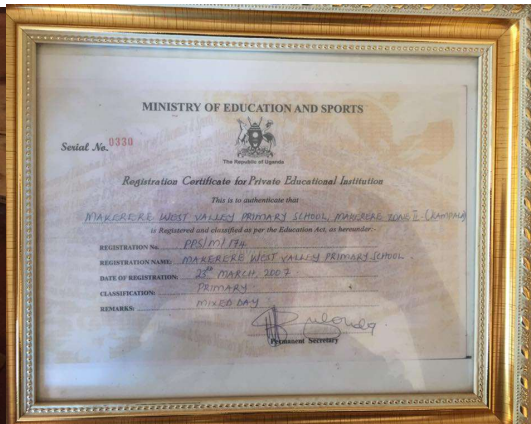 MINISTRY OF EDUCATION AND SPORTS
Serial No. 0330
The Republic of Uganda
Registration Certificate for Private Educational Institution
This is to authenticate that
MAKERERE WEST VALLEY PRIMARY SCHOOL, MAKERERE ZONE II (KAMPALA)
is Registered and classified as per the Education Act, as hereunder.
REGISTRATION No. PPS/M/174
REGISTRATION NAME: MAKERERE WEST VALLEY PRIMARY SCHOOL
DATE OF REGISTRATION: 28th MARCH, 2007
CLASSIFICATION: PRIMARY
REMARKS: MIXED DAY
Permanent Secretary